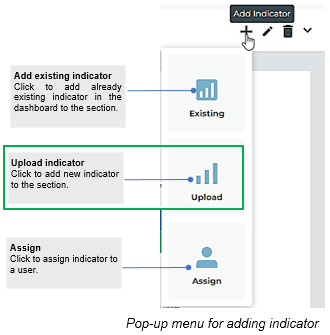 Add Indicator
Add existing indicator
Click to add already
existing indicator in the
dashboard to the section.
Existing
Upload indicator
Click to add new indicator
to the section.
Upload
Assign
Click to assign indicator to
a user.
Assign
Pop-up menu for adding indicator